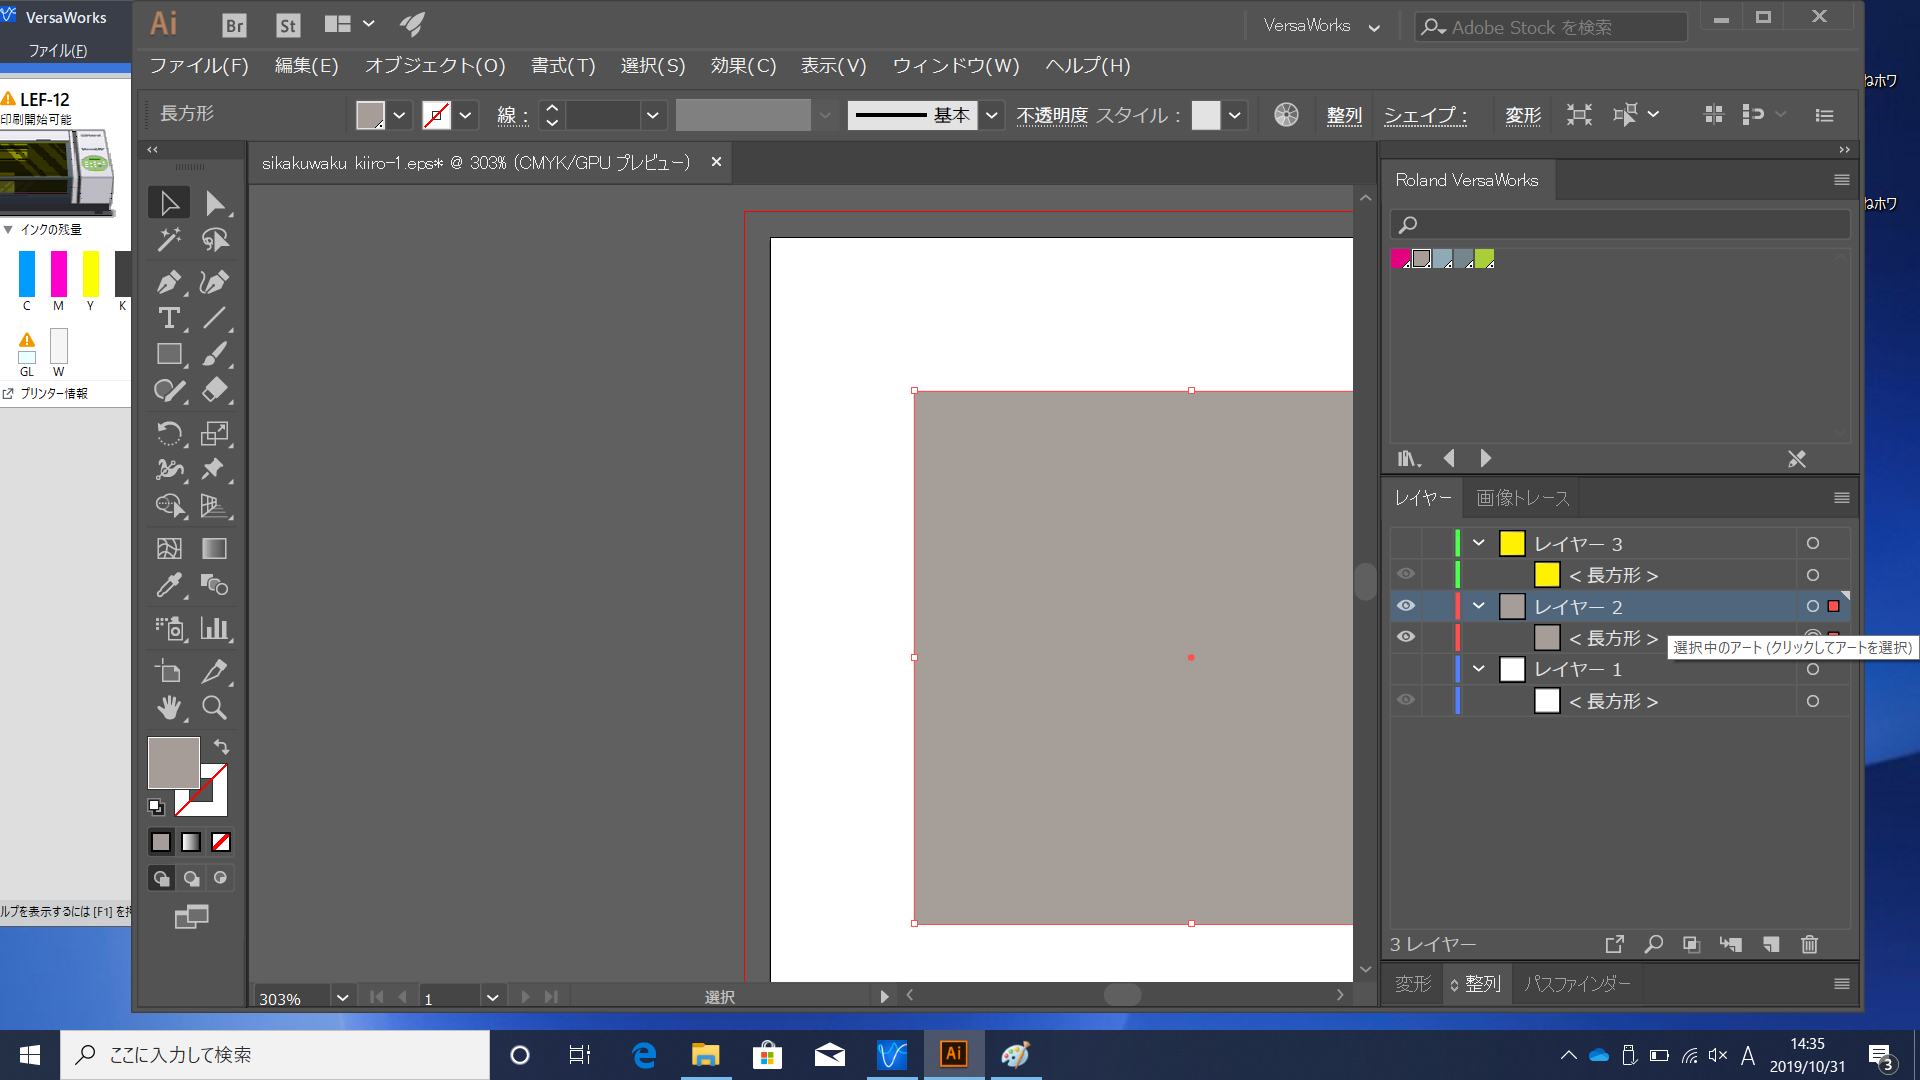 VersaWorks
ファイル(F)
LEF-12
印刷開始可能
インクの残量
C M Y K
GL W
プリンター情報
ルプを表示するには [F1] を押
Ai Br St
VersaWorks
Adobe Stock を検索
ファイル(F) 編集(E) オブジェクト(O) 書式(T) 選択(S) 効果(C) 表示(V) ウィンドウ(W) ヘルプ(H)
長方形 線 : 基本 不透明度 スタイル : 整列 シェイプ : 変形
sikakuwaku kiiro-1.eps* @ 303% (CMYK/GPU プレビュー)
Roland VersaWorks
レイヤー 画像トレース
レイヤー 3
< 長方形 >
レイヤー 2
< 長方形 >
選択中のアート (クリックしてアートを選択)
レイヤー 1
< 長方形 >
3 レイヤー
変形 整列 パスファインダー
303% 1 選択
ねホワ
ねホワ
ここに入力して検索
Ai
A
14:35
2019/10/31
3